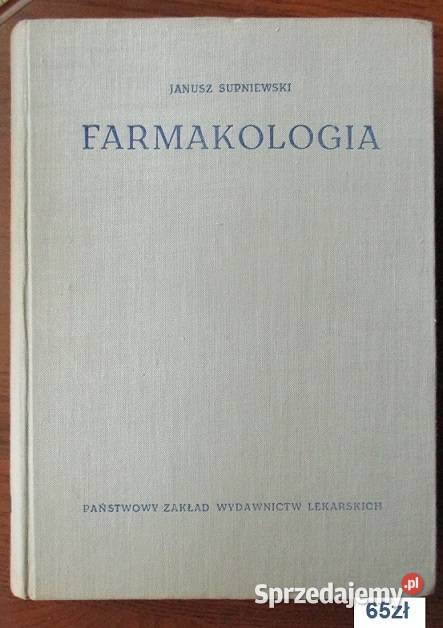 JANUSZ SUPNIEWSKI
FARMAKOLOGIA
PAŃSTWOWY ZAKŁAD WYDAWNICTW LEKARSKICH
Sprzedajemy.pl
65zł